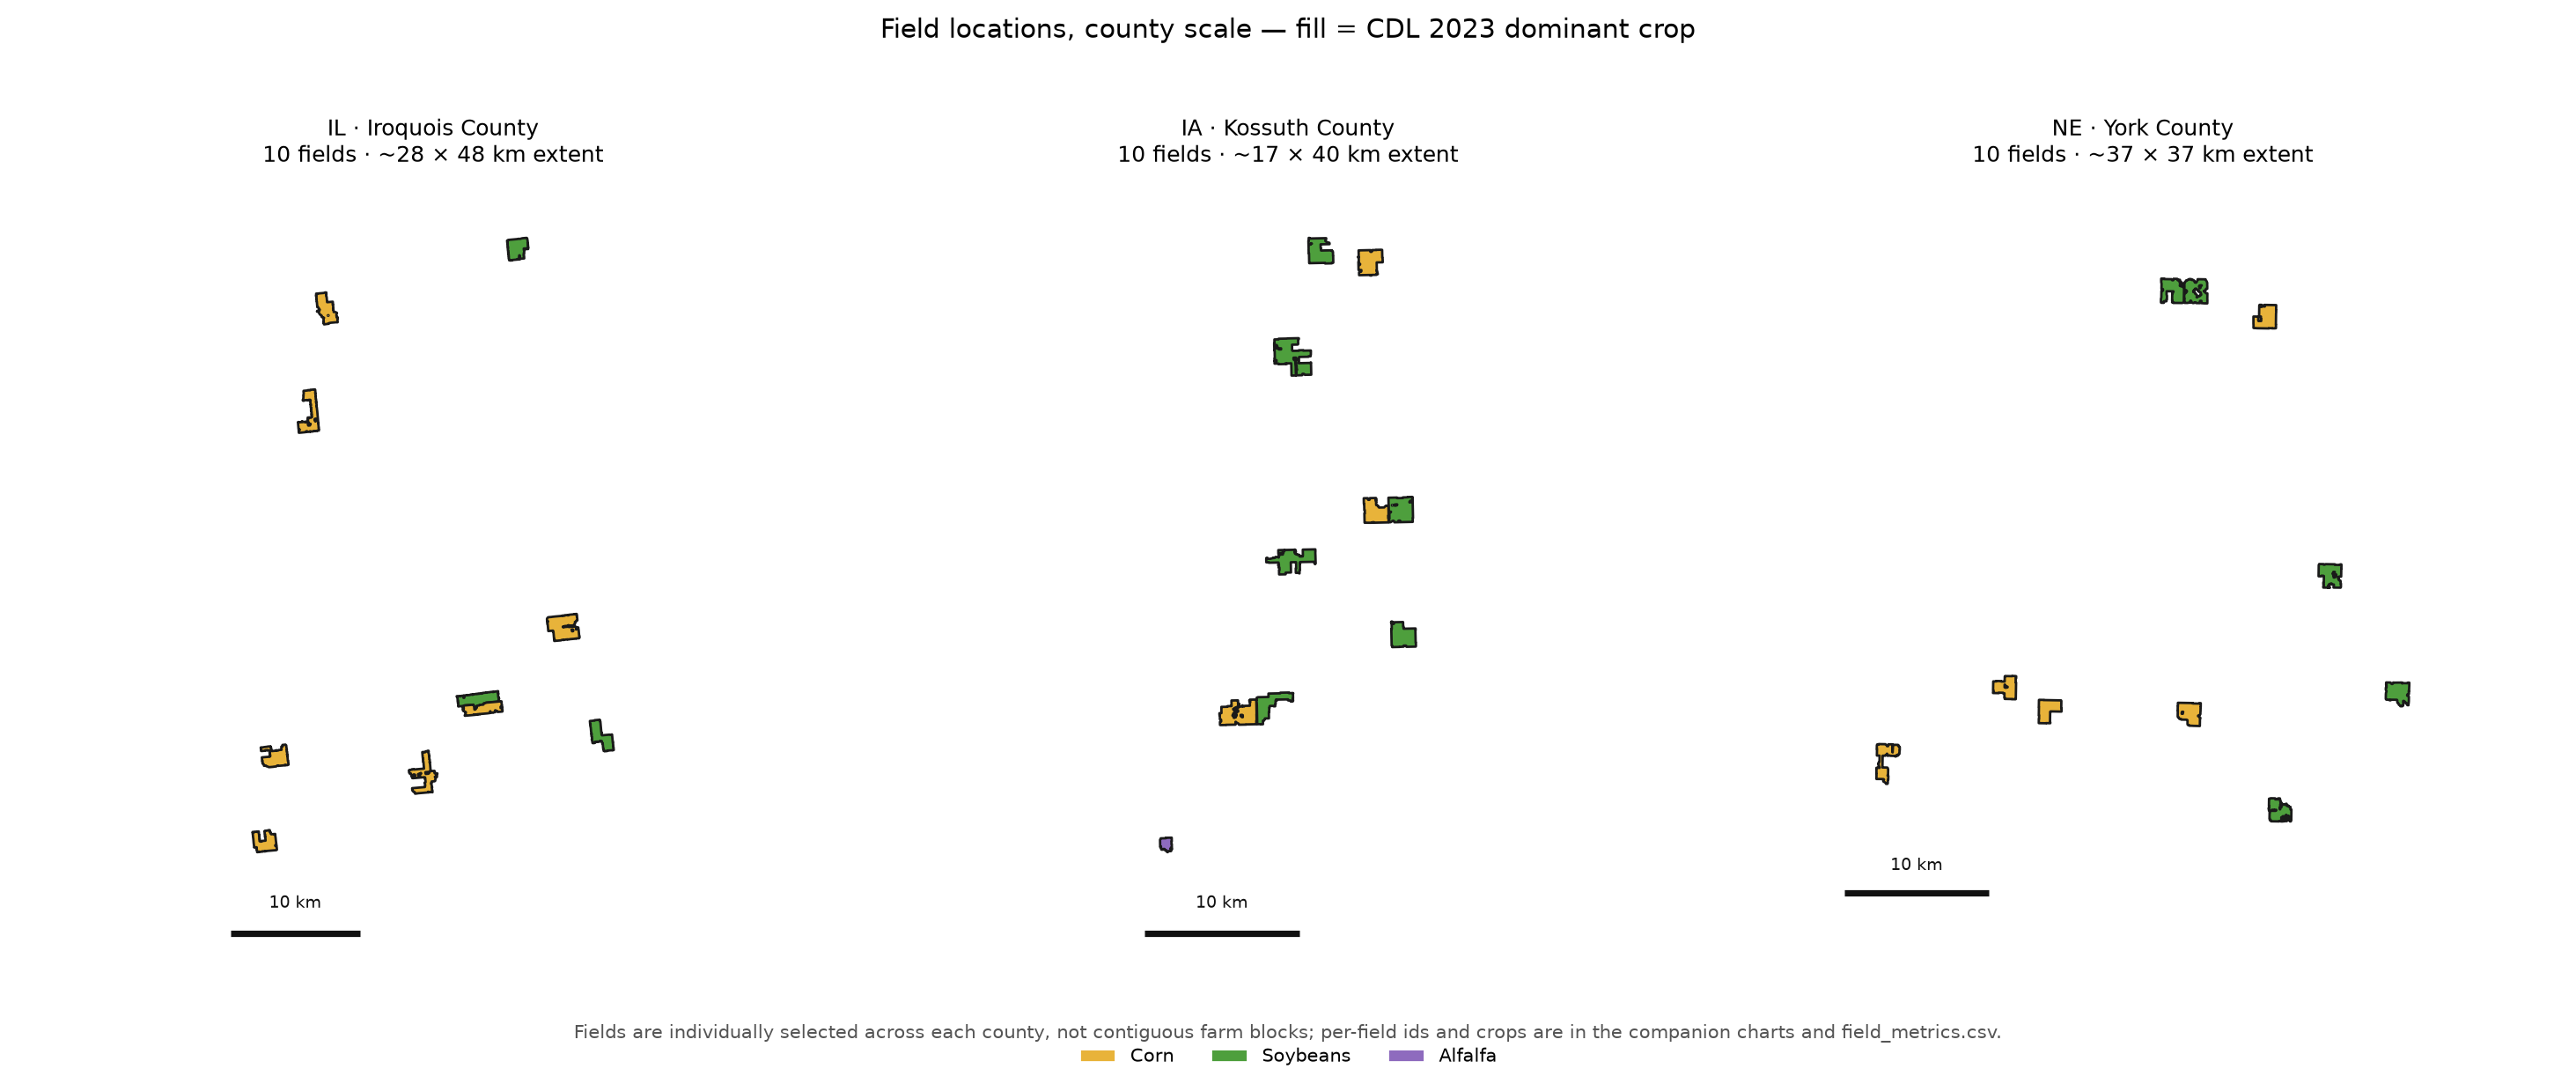 Field locations, county scale — fill = CDL 2023 dominant crop
IL · Iroquois County
10 fields · ~28 × 48 km extent
IA · Kossuth County
10 fields · ~17 × 40 km extent
NE · York County
10 fields · ~37 × 37 km extent
10 km
10 km
10 km
Fields are individually selected across each county, not contiguous farm blocks; per-field ids and crops are in the companion charts and field_metrics.csv.
Corn
Soybeans
Alfalfa